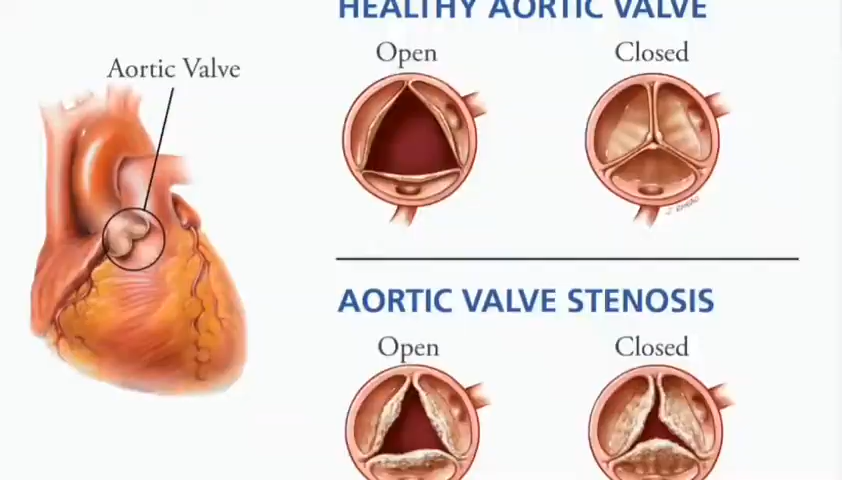 HEALTHY AORTIC VALVE
Aortic Valve
Open
Closed
AORTIC VALVE STENOSIS
Open
Closed